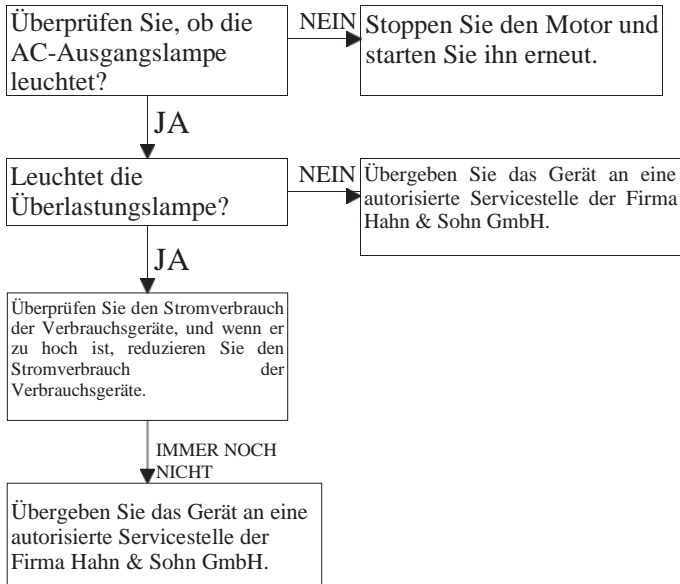 Überprüfen Sie, ob die
AC-Ausgangslampe
leuchtet?
NEIN
Stoppen Sie den Motor und
starten Sie ihn erneut.
JA
Leuchtet die
Überlastungslampe?
NEIN
Übergeben Sie das Gerät an eine
autorisierte Servicestelle der Firma
Hahn & Sohn GmbH.
JA
Überprüfen Sie den Stromverbrauch
der Verbrauchsgeräte, und wenn er
zu hoch ist, reduzieren Sie den
Stromverbrauch der
Verbrauchsgeräte.
IMMER NOCH
NICHT
Übergeben Sie das Gerät an eine
autorisierte Servicestelle der
Firma Hahn & Sohn GmbH.